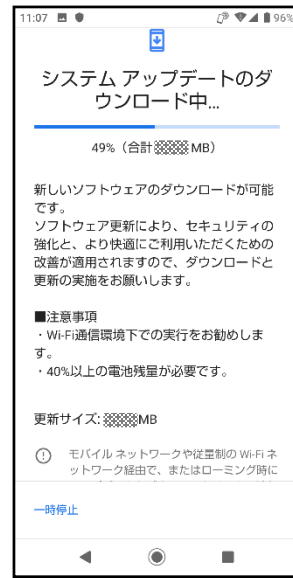 11:07 96%
システム アップデートのダ
ウンロード中...
49%（合計 MB）
新しいソフトウェアのダウンロードが可能
です。
ソフトウェア更新により、セキュリティの
強化と、より快適にご利用いただくための
改善が適用されますので、ダウンロードと
更新の実施をお願いします。
■注意事項
・Wi-Fi通信環境下での実行をお勧めしま
す。
・40%以上の電池残量が必要です。
更新サイズ: MB
モバイル ネットワークや従量制の Wi-Fi ネ
ットワーク経由で、またはローミング時に
一時停止